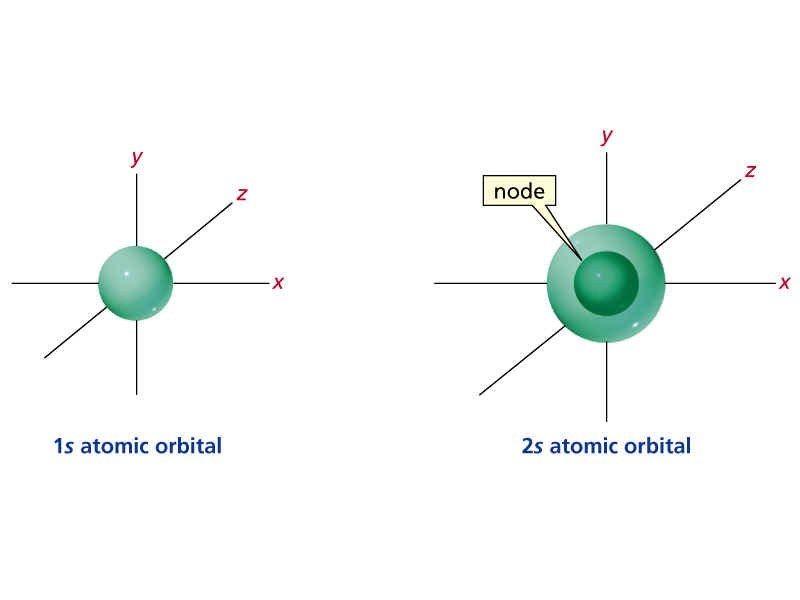 y
z
x
1s atomic orbital
y
z
node
x
2s atomic orbital